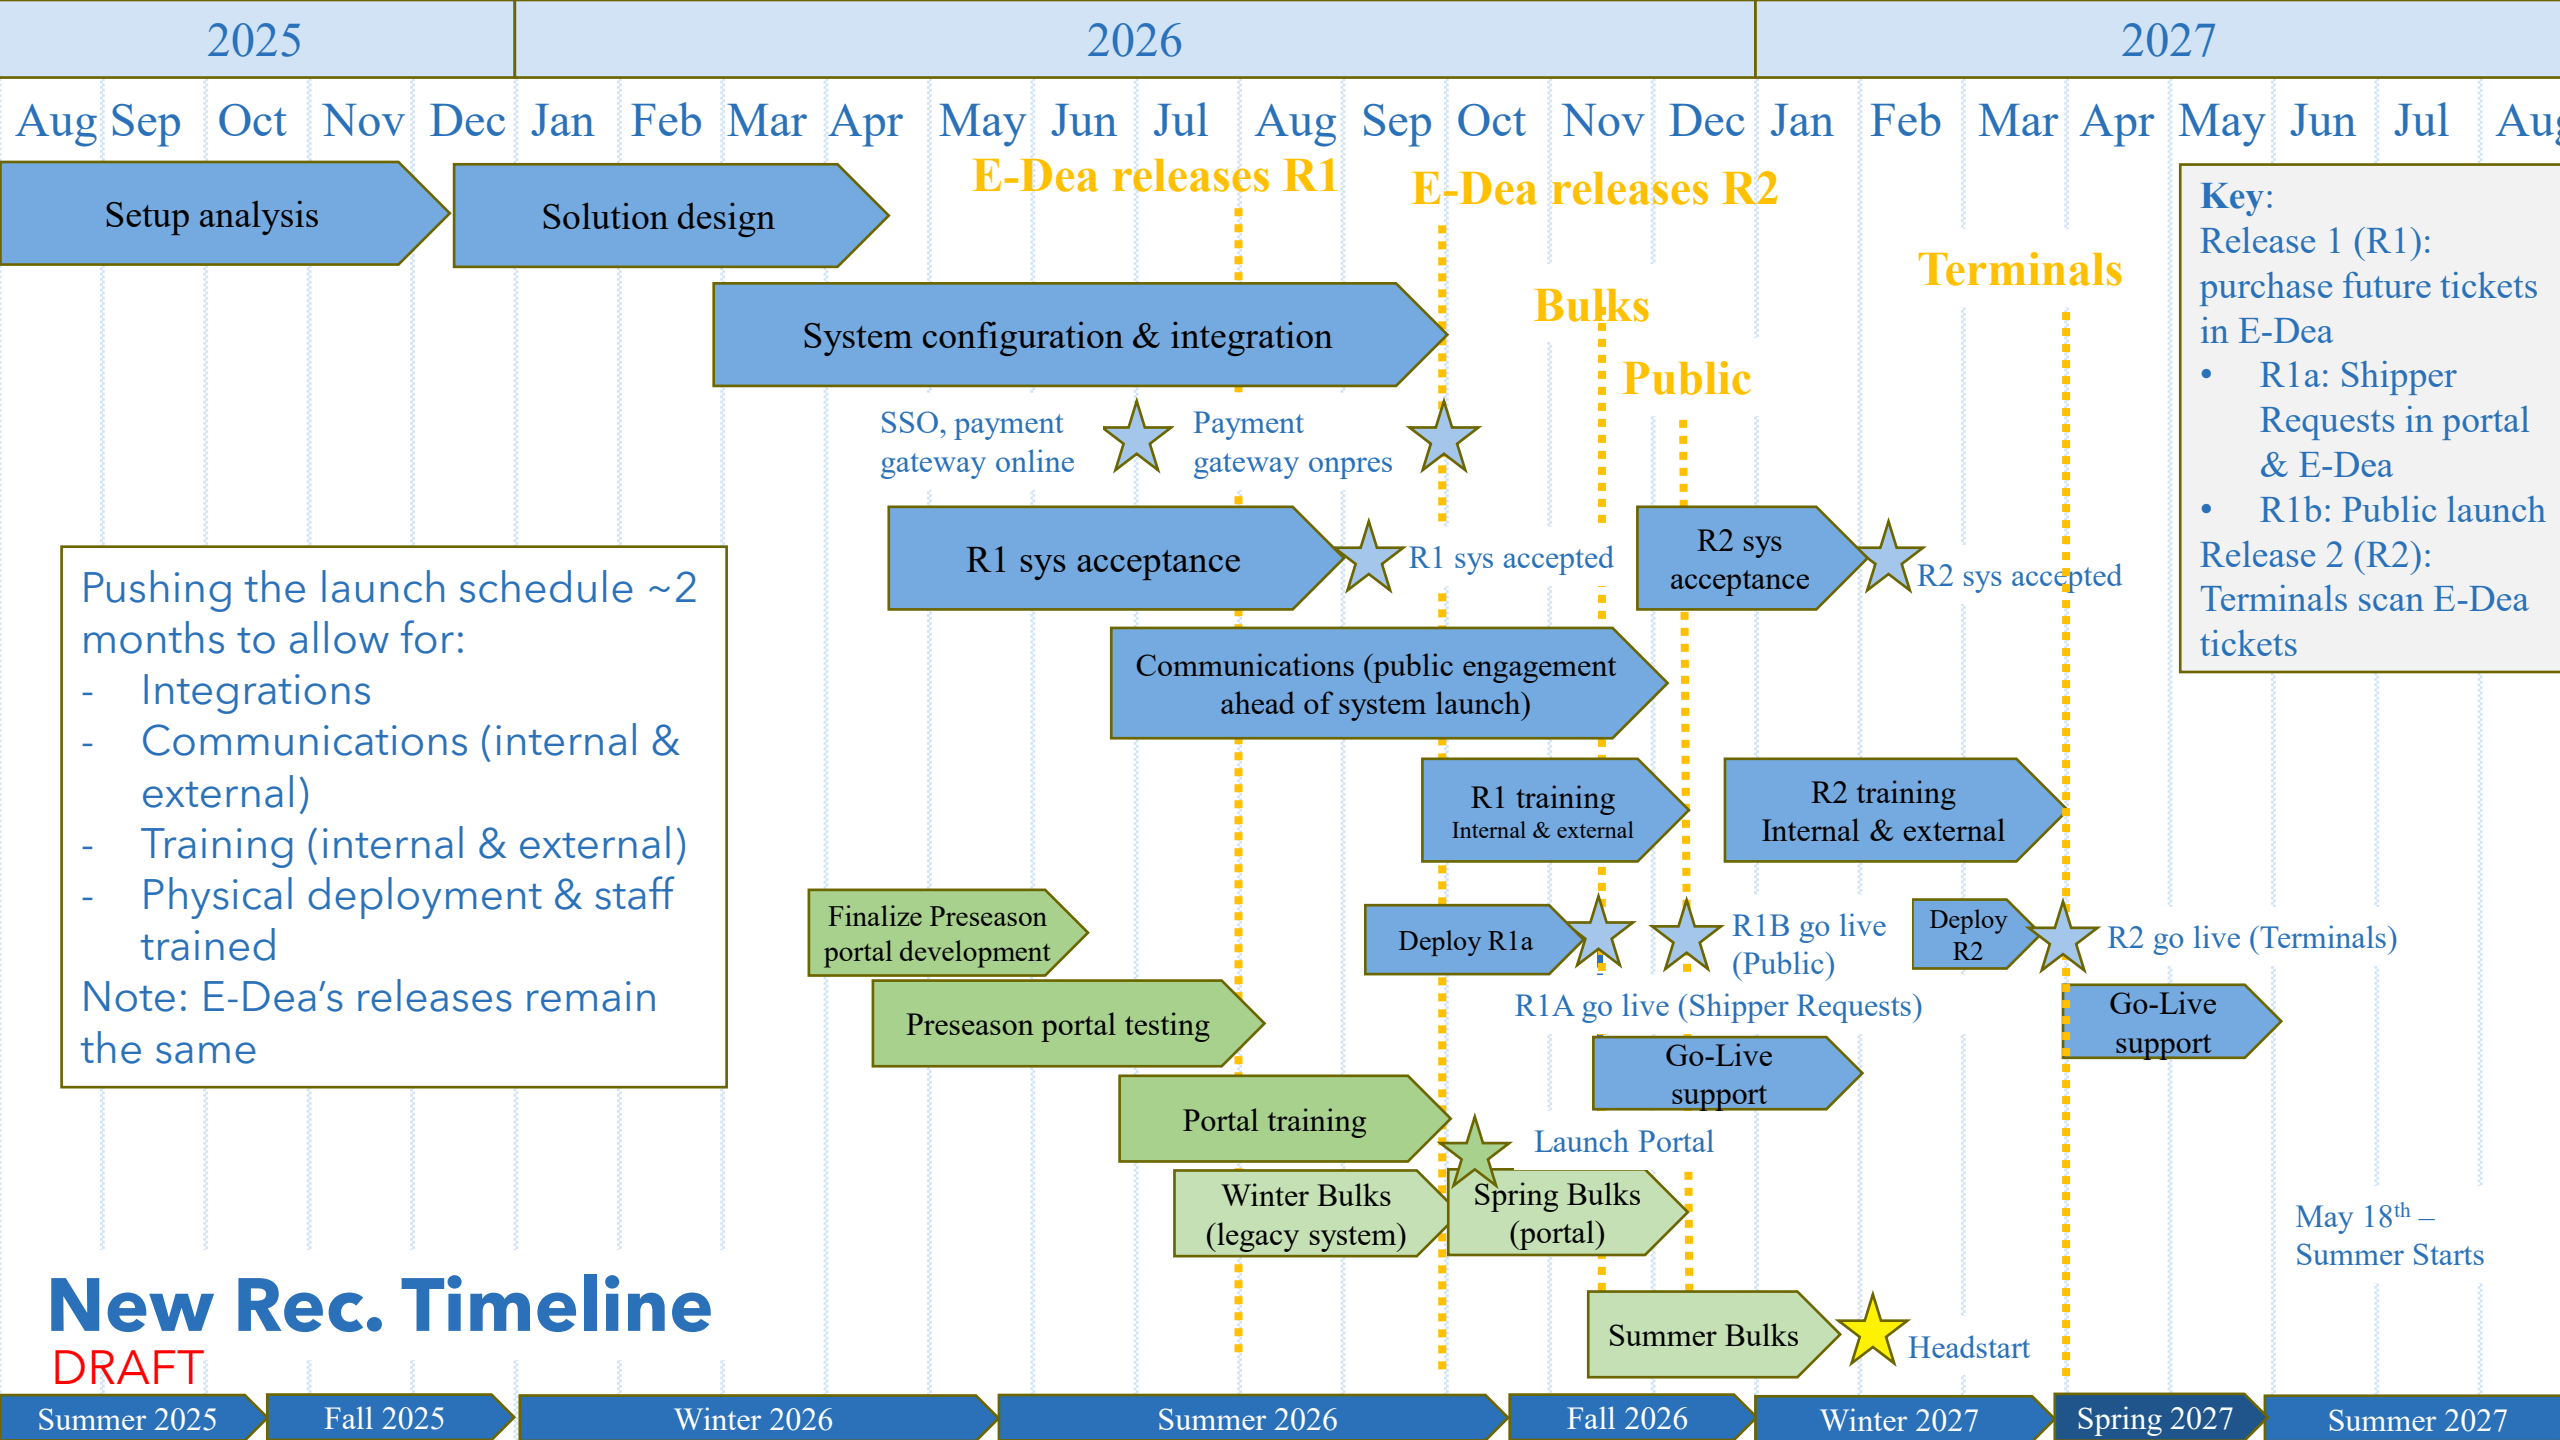 2025 2026 2027
Aug Sep Oct Nov Dec Jan Feb Mar Apr May Jun Jul Aug Sep Oct Nov Dec Jan Feb Mar Apr May Jun Jul Aug
E-Dea releases R1
E-Dea releases R2
Setup analysis
Solution design
Terminals
Bulks
System configuration & integration
Public
Key:
Release 1 (R1):
purchase future tickets
in E-Dea
• R1a: Shipper
Requests in portal
& E-Dea
• R1b: Public launch
Release 2 (R2):
Terminals scan E-Dea
tickets
SSO, payment
gateway online
Payment
gateway onpres
R1 sys acceptance
R1 sys accepted
R2 sys
acceptance
R2 sys accepted
Pushing the launch schedule ~2
months to allow for:
- Integrations
- Communications (internal &
external)
- Training (internal & external)
- Physical deployment & staff
trained
Note: E-Dea’s releases remain
the same
Communications (public engagement
ahead of system launch)
R1 training
Internal & external
R2 training
Internal & external
Finalize Preseason
portal development
Deploy R1a
R1B go live
(Public)
Deploy
R2
R2 go live (Terminals)
R1A go live (Shipper Requests)
Preseason portal testing
Go-Live
support
Go-Live
support
Portal training
Launch Portal
Winter Bulks
(legacy system)
Spring Bulks
(portal)
May 18th –
Summer Starts
Summer Bulks
Headstart
New Rec. Timeline
DRAFT
Summer 2025 Fall 2025 Winter 2026 Summer 2026 Fall 2026 Winter 2027 Spring 2027 Summer 2027